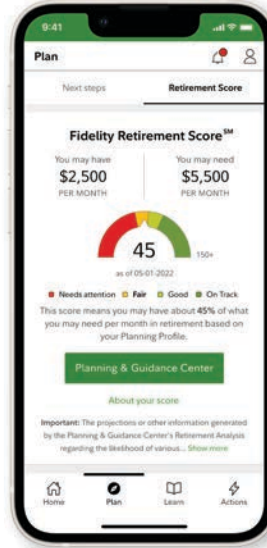 9:41
Plan
Next steps
Retirement Score
Fidelity Retirement Score℠
You may have
$2,500
PER MONTH
You may need
$5,500
PER MONTH
45
150+
as of 05-01-2022
Needs attention Fair Good On Track
This score means you may have about 45% of what
you may need per month in retirement based on
your Planning Profile.
Planning & Guidance Center
About your score
Important: The projections or other information generated
by the Planning & Guidance Center's Retirement Analysis
regarding the likelihood of various... Show more
Home
Plan
Learn
Actions